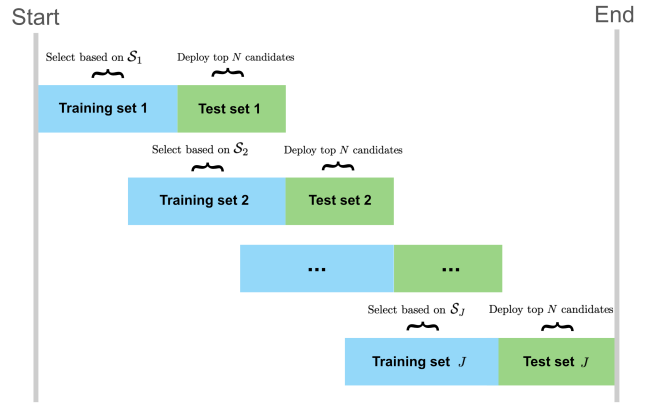 Start
End
Select based on 𝒮₁
Deploy top N candidates
Training set 1
Test set 1
Select based on 𝒮₂
Deploy top N candidates
Training set 2
Test set 2
...
...
Select based on 𝒮_J
Deploy top N candidates
Training set J
Test set J